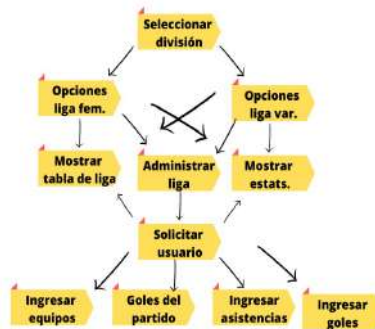 Seleccionar
división
Opciones
liga fem.
Opciones
liga var.
Mostrar
tabla de liga
Administrar
liga
Mostrar
estats.
Solicitar
usuario
Ingresar
equipos
Goles del
partido
Ingresar
asistencias
Ingresar
goles